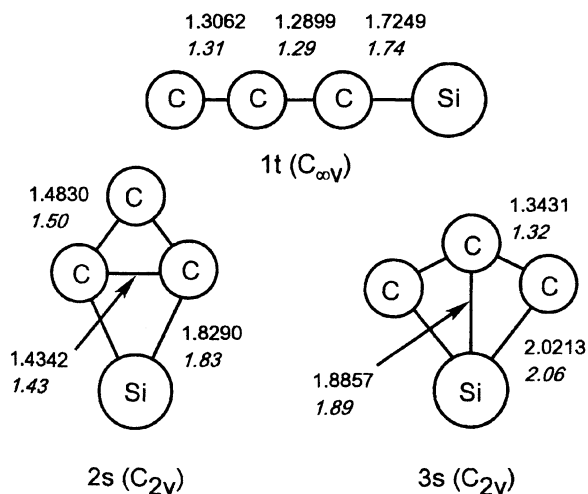 1.3062 1.2899 1.7249
1.31 1.29 1.74
C C C Si
1t (C∞v)
1.4830
1.50
C
C C
1.4342
1.43
1.8290
1.83
Si
2s (C2v)
1.3431
1.32
C
C C
1.8857
1.89
2.0213
2.06
Si
3s (C2v)